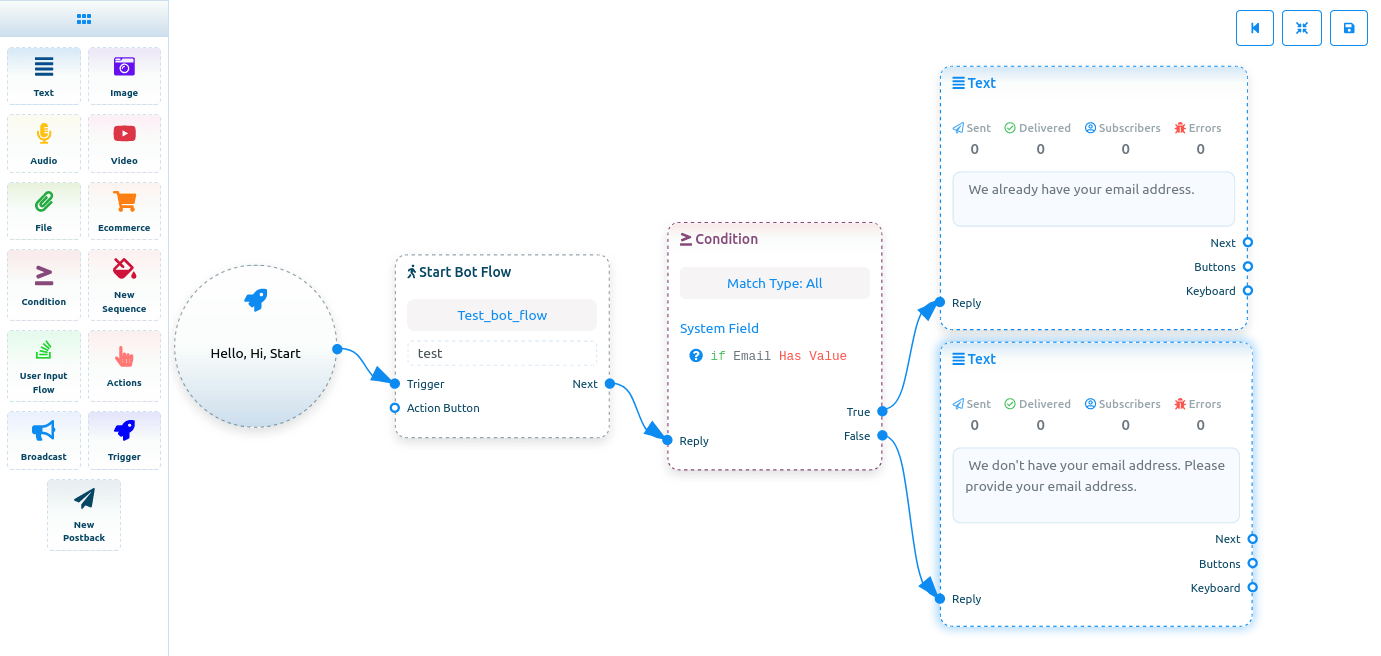 Text
Image
Audio
Video
File
Ecommerce
Condition
New
Sequence
User Input
Flow
Actions
Broadcast
Trigger
New
Postback
Hello, Hi, Start
Start Bot Flow
Test_bot_flow
test
Trigger
Next
Action Button
Condition
Match Type: All
System Field
if Email Has Value
True
False
Reply
Text
Sent Delivered Subscribers Errors
0 0 0 0
We already have your email address.
Next
Buttons
Keyboard
Reply
Text
Sent Delivered Subscribers Errors
0 0 0 0
We don't have your email address. Please
provide your email address.
Next
Buttons
Keyboard
Reply